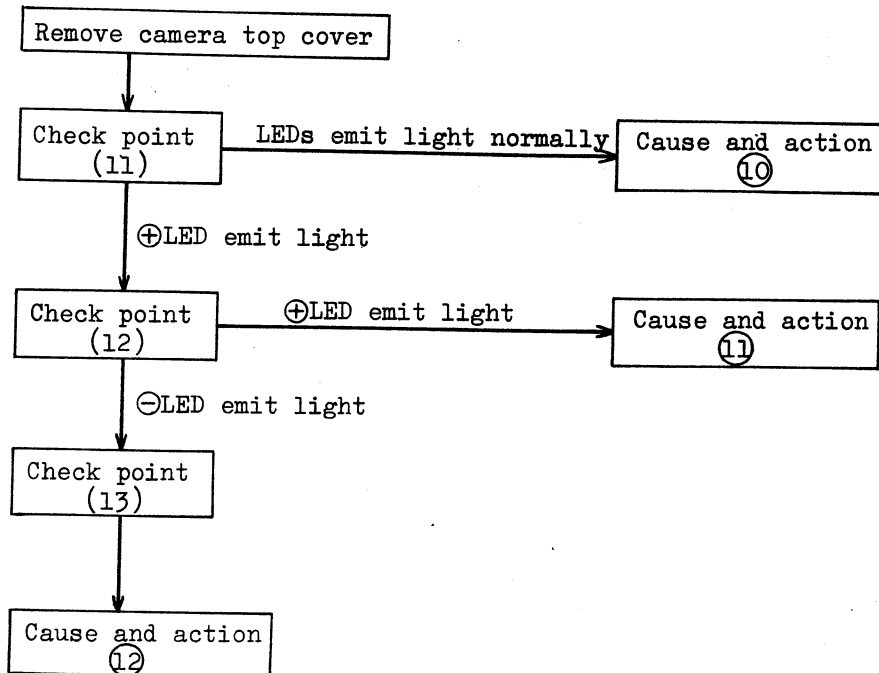 Remove camera top cover
Check point
(11)
LEDs emit light normally
Cause and action
⑩
⊕LED emit light
Check point
(12)
⊕LED emit light
Cause and action
⑪
⊖LED emit light
Check point
(13)
Cause and action
⑫